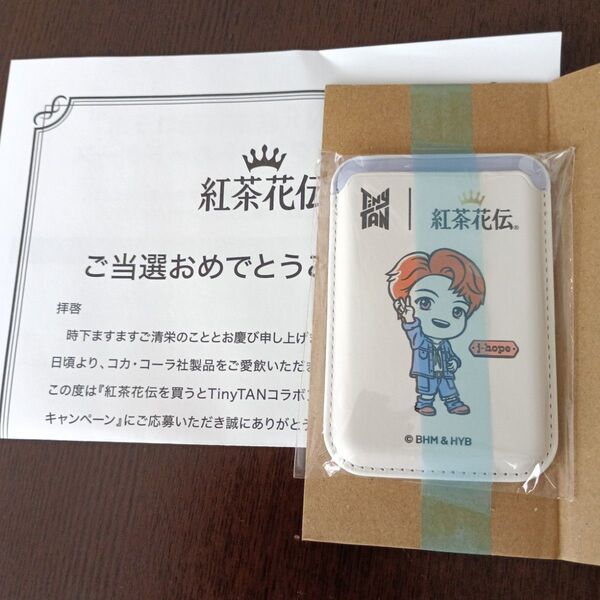 紅茶花伝
ご当選おめでとうご
拝啓
時下ますますご清栄のこととお慶び申し上げま
日頃より、コカ・コーラ社製品をご愛飲いただき
この度は『紅茶花伝を買うとTinyTANコラボ
キャンペーン』にご応募いただき誠にありがとう
TinyTAN
紅茶花伝®
j-hope
© BHM & HYB